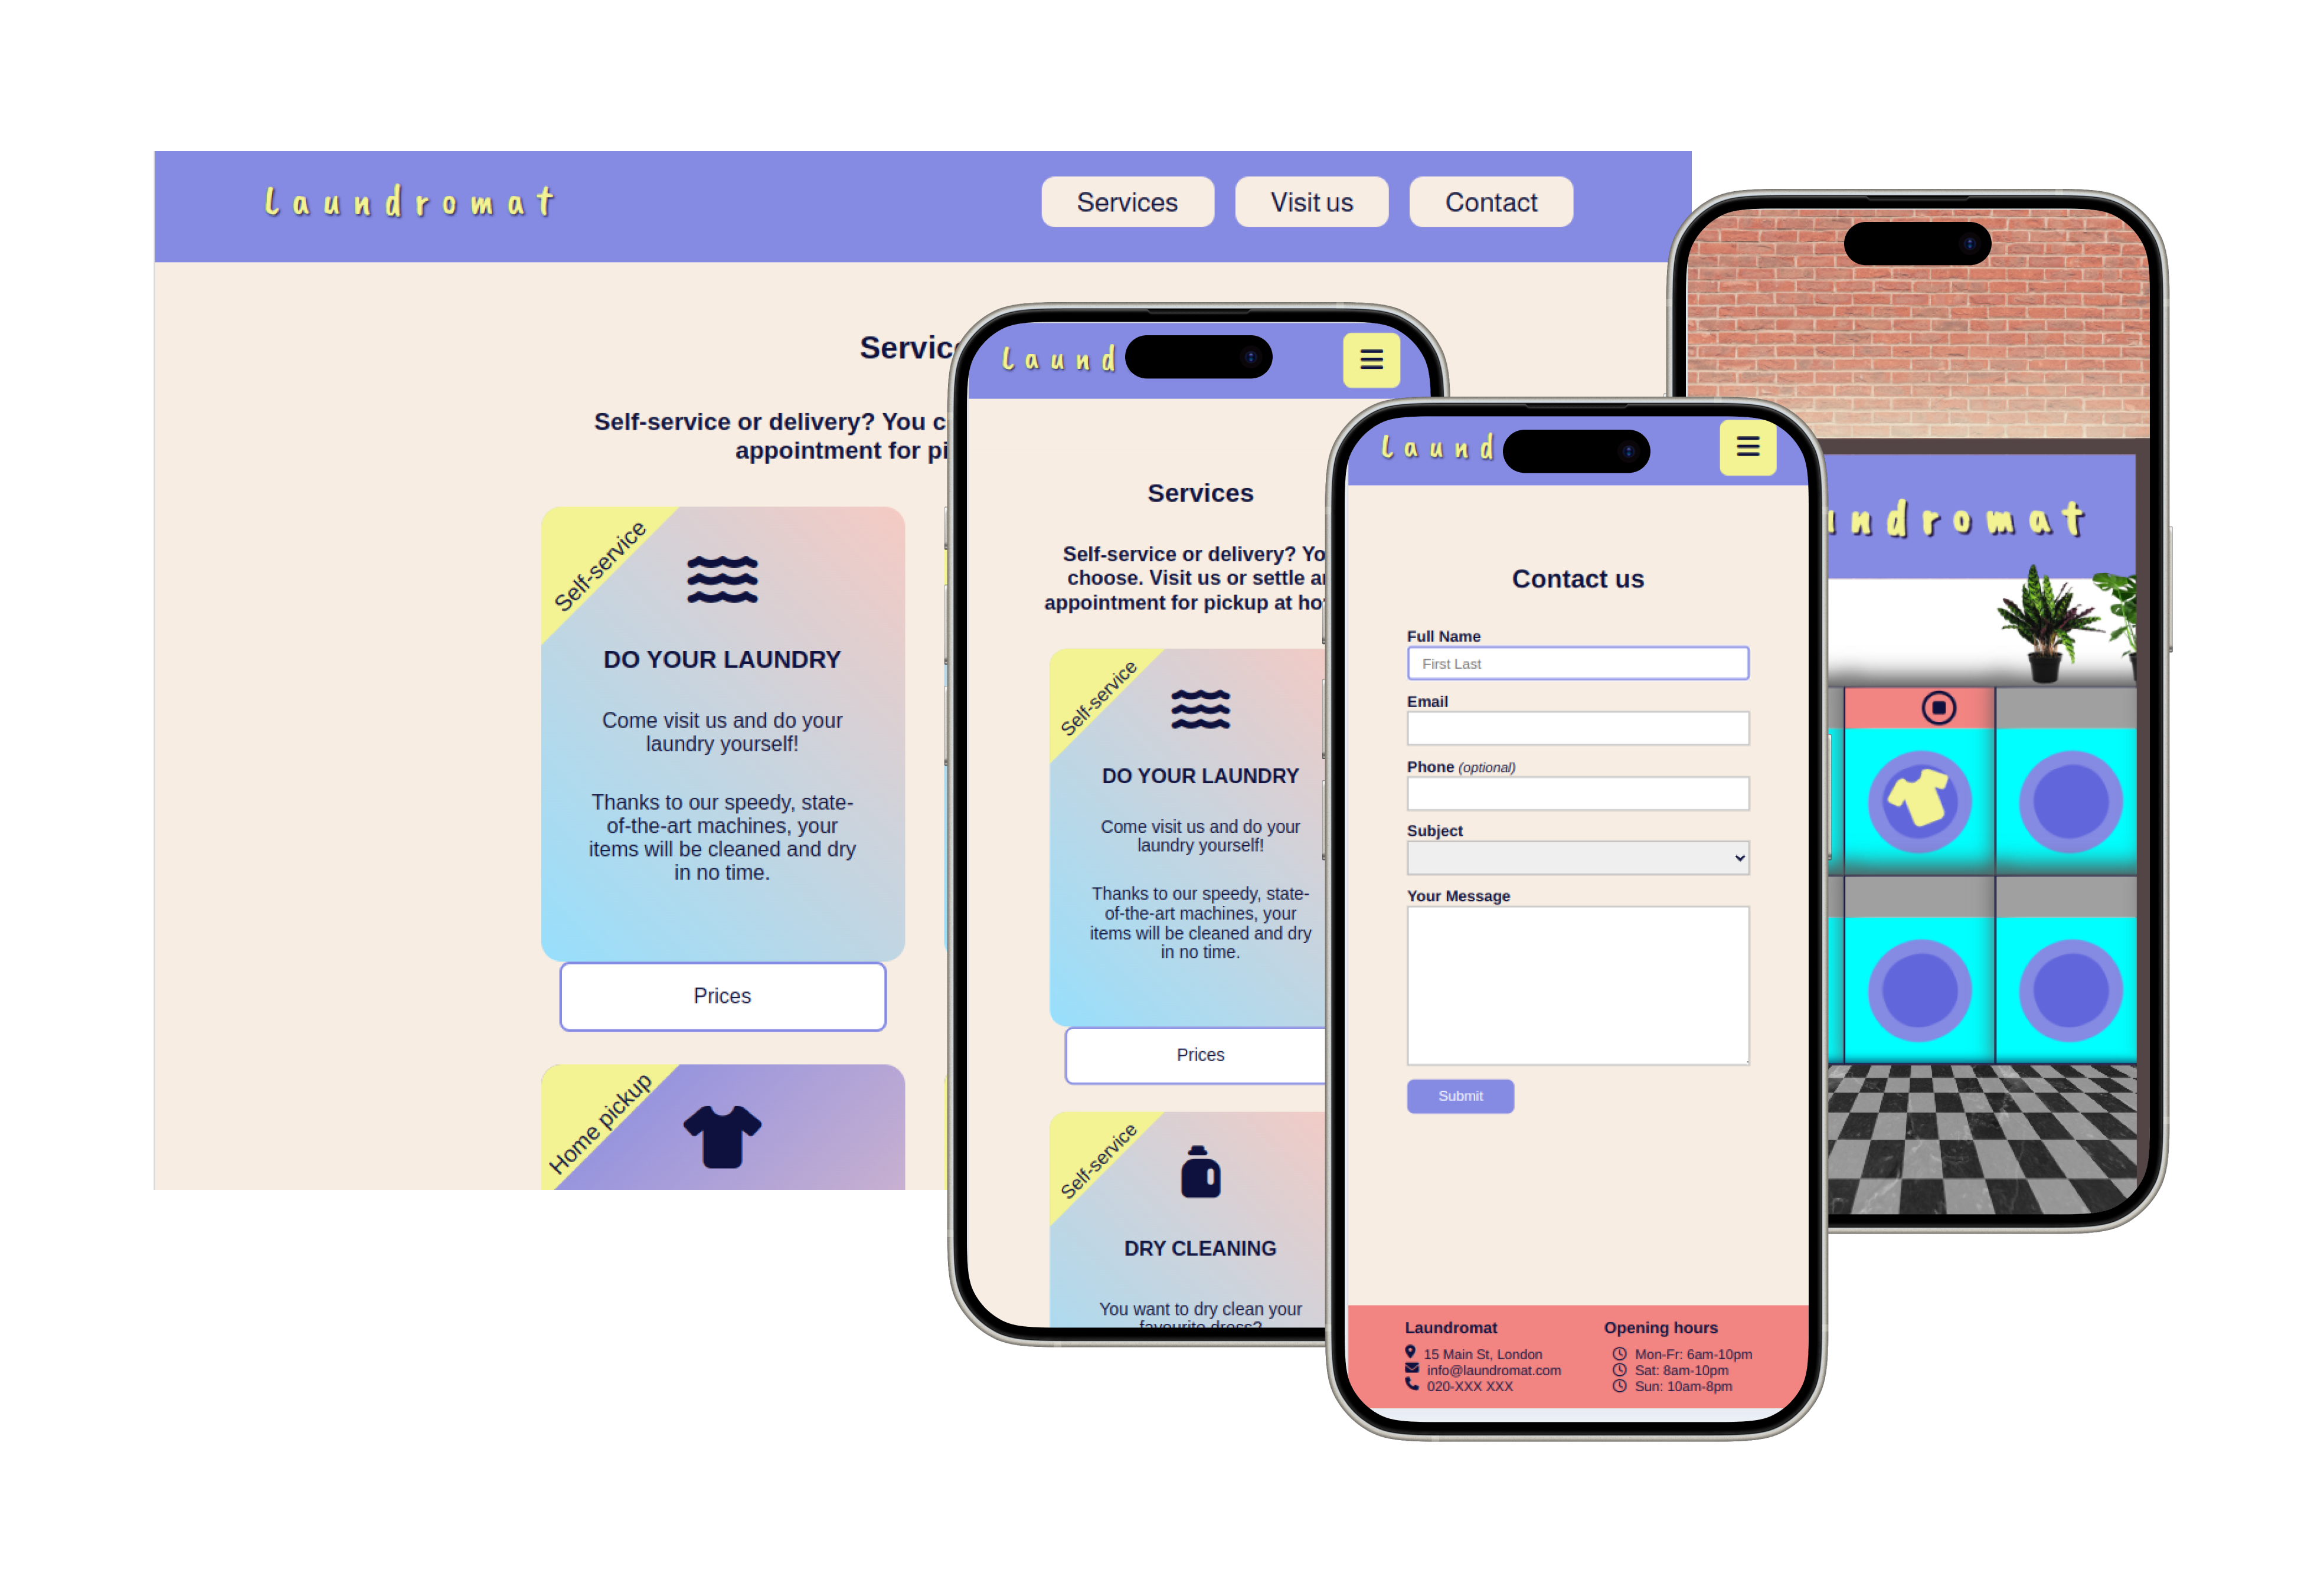 Laundromat
Services
Visit us
Contact
Self-service or delivery? You
appointment for
Self-service
DO YOUR LAUNDRY
Come visit us and do your
laundry yourself!
Thanks to our speedy, state-
of-the-art machines, your
items will be cleaned and dry
in no time.
Prices
Home pickup
Laund
Services
Self-service or delivery?
choose. Visit us or settle
appointment for pickup at
Self-service
DO YOUR LAUNDRY
Come visit us and do your
laundry yourself!
Thanks to our speedy, state-
of-the-art machines, your
items will be cleaned and dry
in no time.
Prices
Self-service
DRY CLEANING
You want to dry clean your
favourite dress?
Laund
Contact us
Full Name
First Last
Email
Phone (optional)
Subject
Your Message
Submit
Laundromat
15 Main St, London
info@laundromat.com
020-XXX XXX
Opening hours
Mon-Fr: 6am-10pm
Sat: 8am-10pm
Sun: 10am-8pm
ndromat